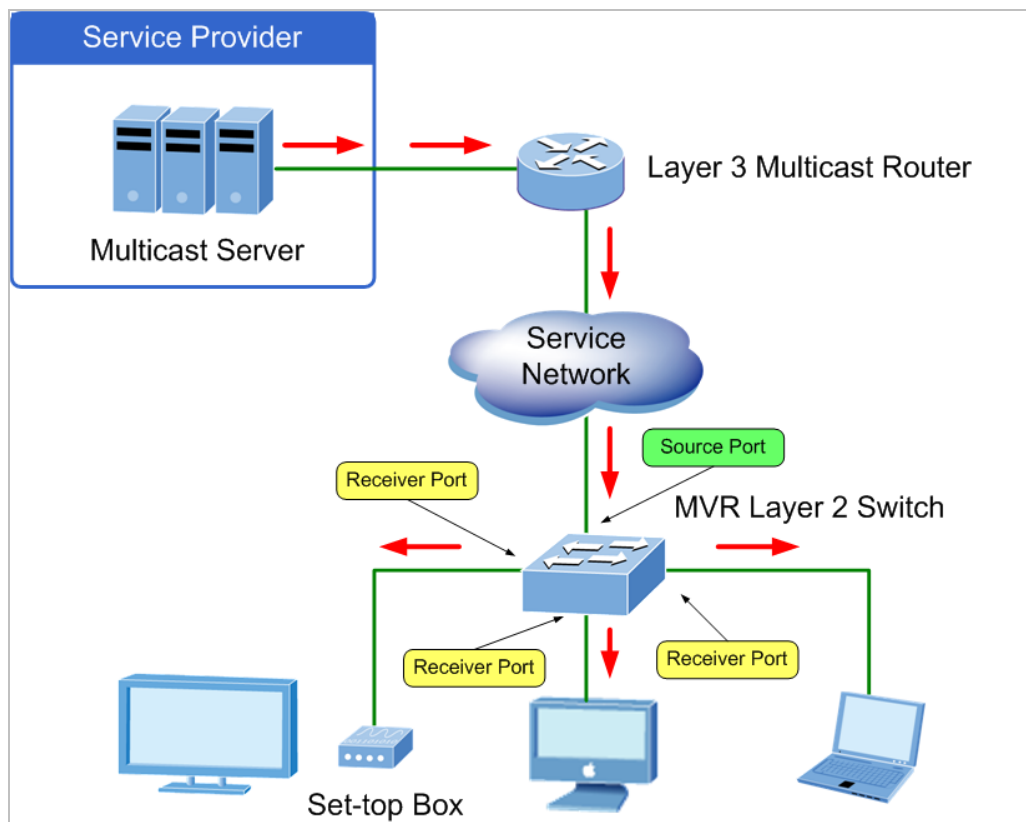 Service Provider
Multicast Server
Layer 3 Multicast Router
Service
Network
Source Port
Receiver Port
MVR Layer 2 Switch
Receiver Port
Receiver Port
Set-top Box